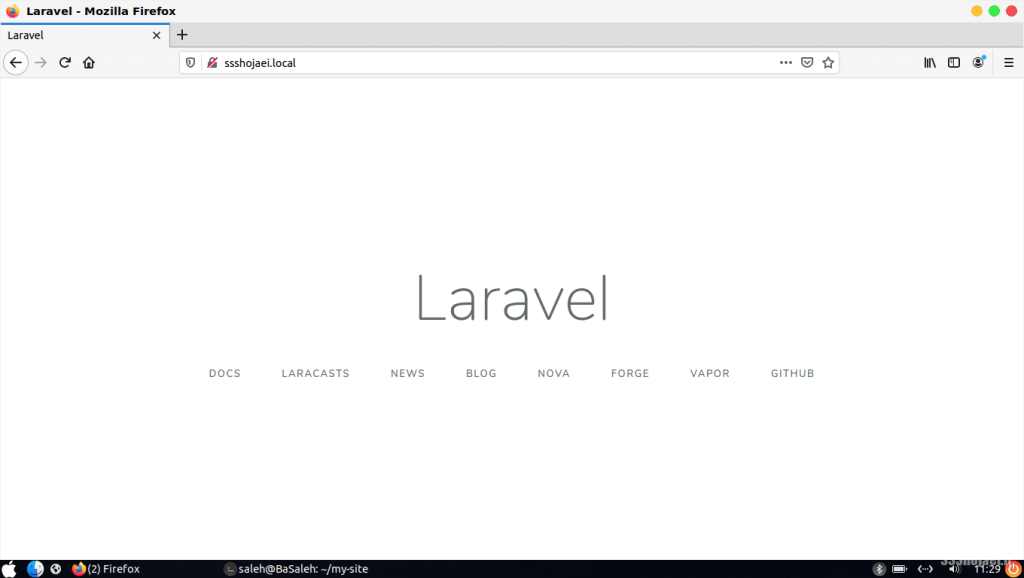 Laravel - Mozilla Firefox
Laravel
ssshojaei.local
Laravel
DOCS LARACASTS NEWS BLOG NOVA FORGE VAPOR GITHUB
(2) Firefox
saleh@BaSaleh: ~/my-site
11:29